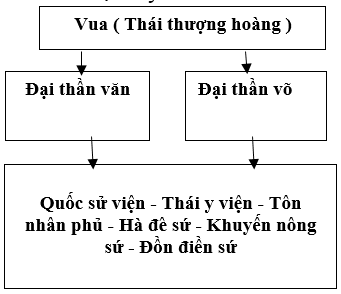 Vua ( Thái thượng hoàng )
Đại thần văn
Đại thần võ
Quốc sử viện - Thái y viện - Tôn
nhân phủ - Hà đê sứ - Khuyến nông
sứ - Đồn điền sứ